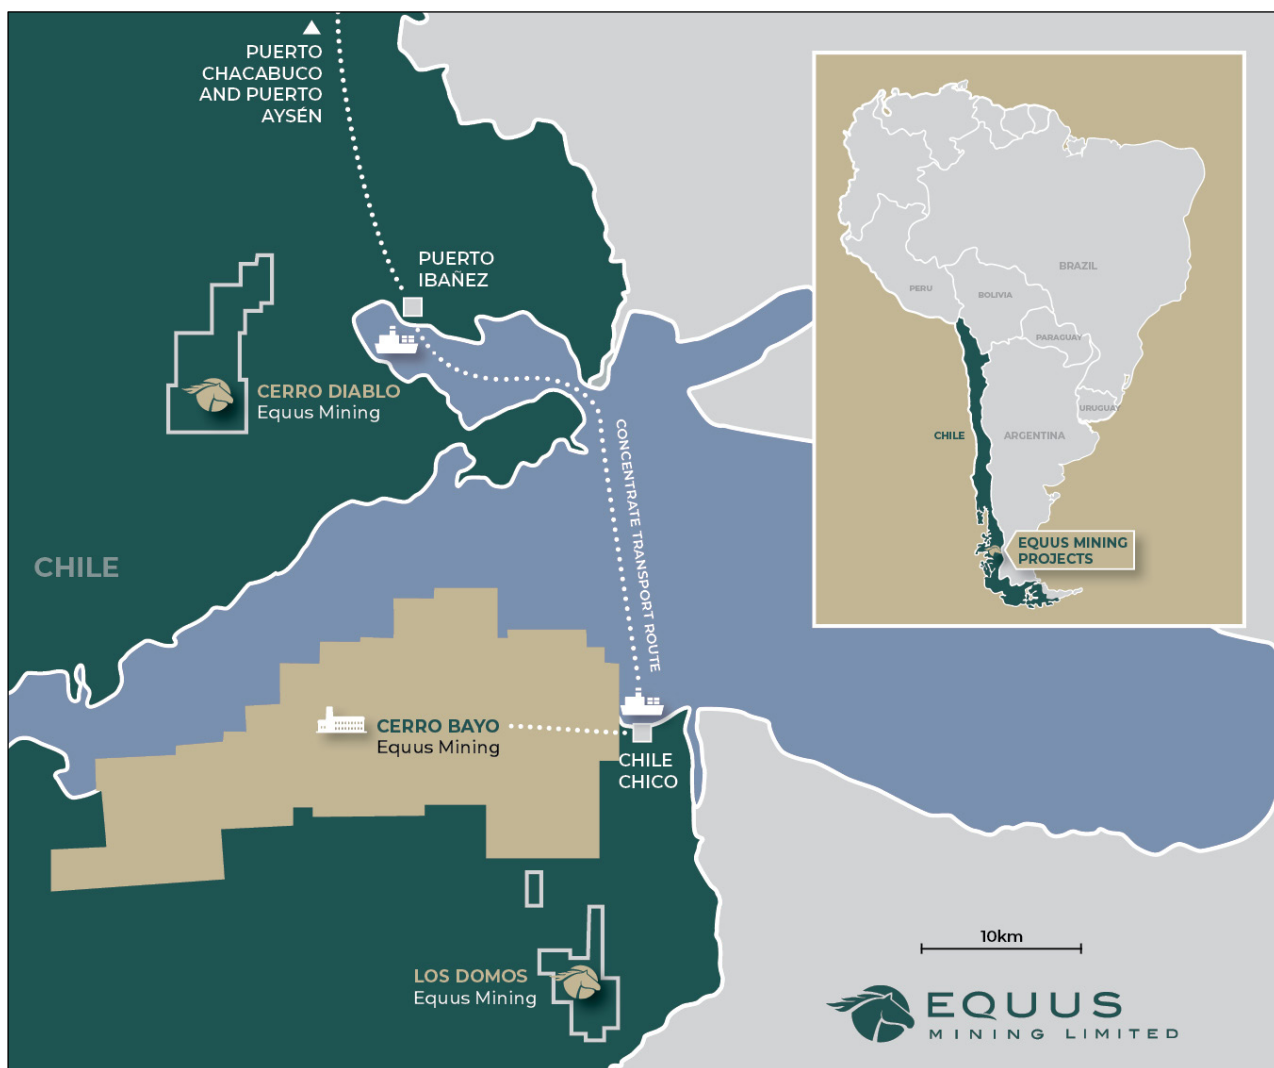 PUERTO
CHACABUCO
AND PUERTO
AYSÉN
PUERTO
IBAÑEZ
CERRO DIABLO
Equus Mining
CONCENTRATE TRANSPORT ROUTE
CHILE
CERRO BAYO
Equus Mining
CHILE
CHICO
LOS DOMOS
Equus Mining
BRAZIL
PERU
BOLIVIA
PARAGUAY
URUGUAY
CHILE
ARGENTINA
EQUUS MINING
PROJECTS
10km
EQUUS
MINING LIMITED